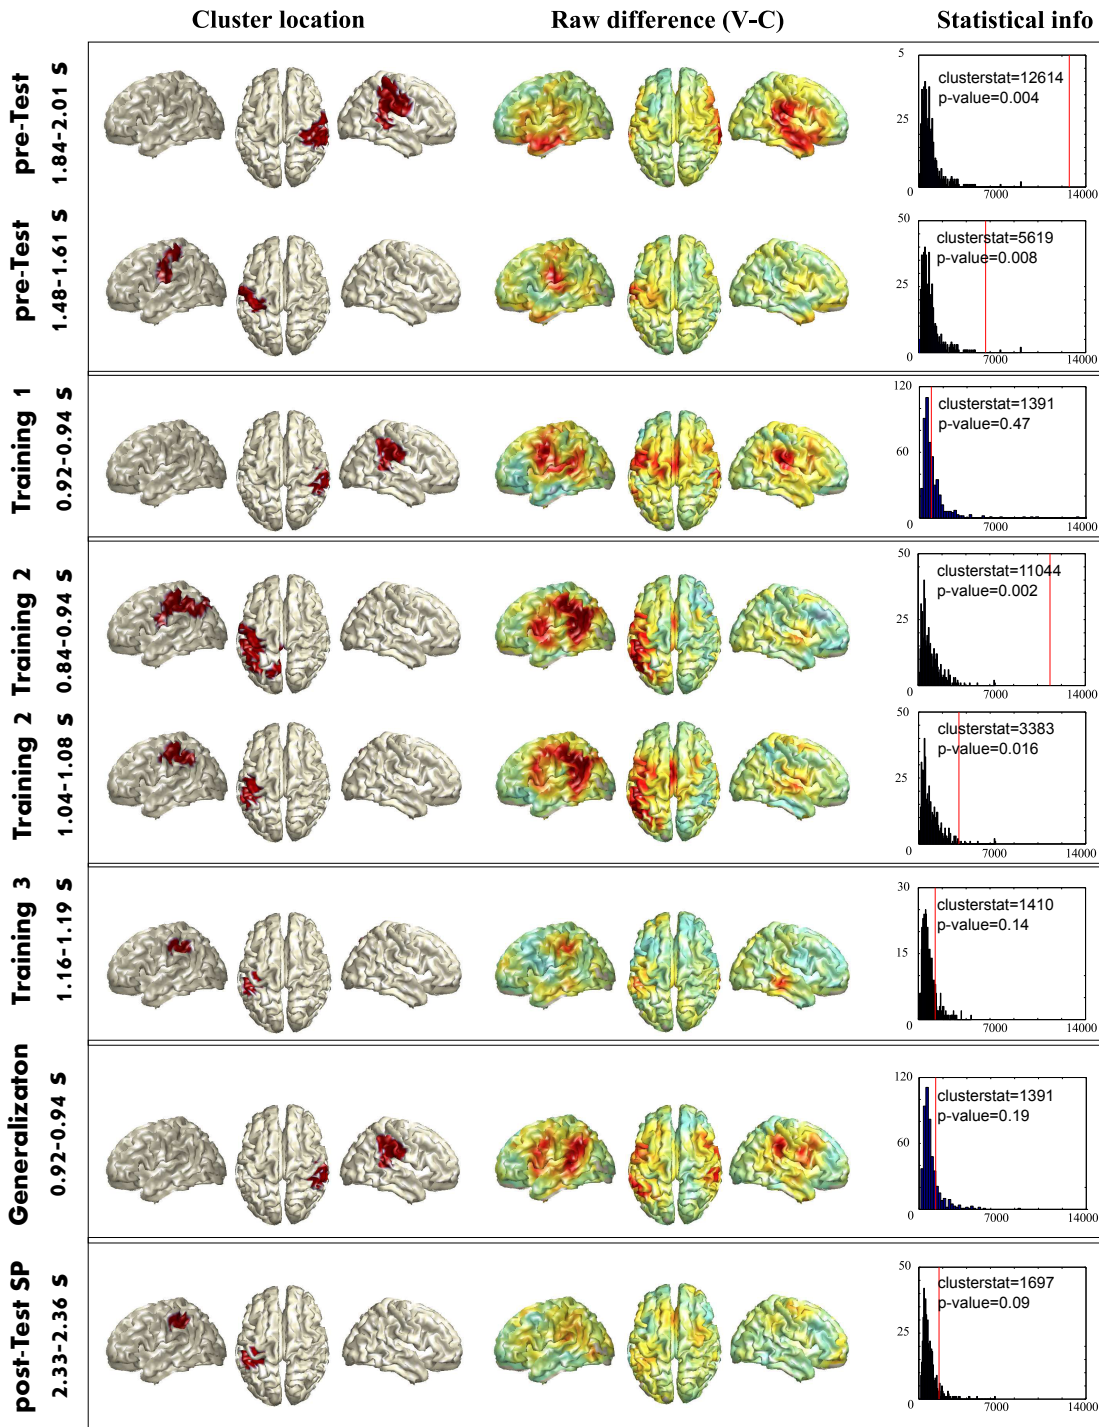 Cluster location
Raw difference (V-C)
Statistical info
pre-Test
1.84-2.01 S
5
25
0
7000
14000
clusterstat=12614
p-value=0.004
pre-Test
1.48-1.61 S
50
25
0
7000
14000
clusterstat=5619
p-value=0.008
Training 1
0.92-0.94 S
120
60
0
7000
14000
clusterstat=1391
p-value=0.47
Training 2
0.84-0.94 S
50
25
0
7000
14000
clusterstat=11044
p-value=0.002
Training 2
1.04-1.08 S
50
25
0
7000
14000
clusterstat=3383
p-value=0.016
Training 3
1.16-1.19 S
30
15
0
7000
14000
clusterstat=1410
p-value=0.14
Generalizaton
0.92-0.94 S
120
60
0
7000
14000
clusterstat=1391
p-value=0.19
post-Test SP
2.33-2.36 S
50
25
0
7000
14000
clusterstat=1697
p-value=0.09